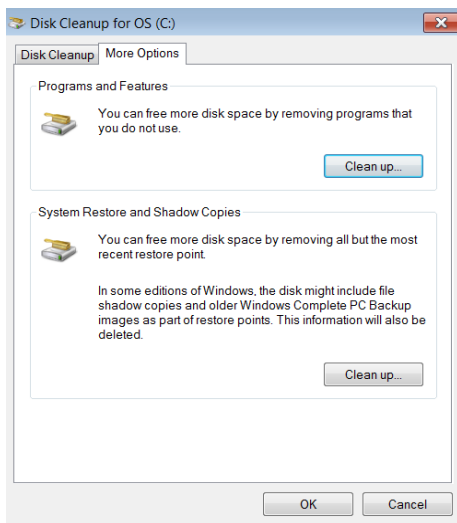 Disk Cleanup for OS (C:)
Disk Cleanup
More Options
Programs and Features
You can free more disk space by removing programs that
you do not use.
Clean up...
System Restore and Shadow Copies
You can free more disk space by removing all but the most
recent restore point.
In some editions of Windows, the disk might include file
shadow copies and older Windows Complete PC Backup
images as part of restore points. This information will also be
deleted.
Clean up...
OK
Cancel